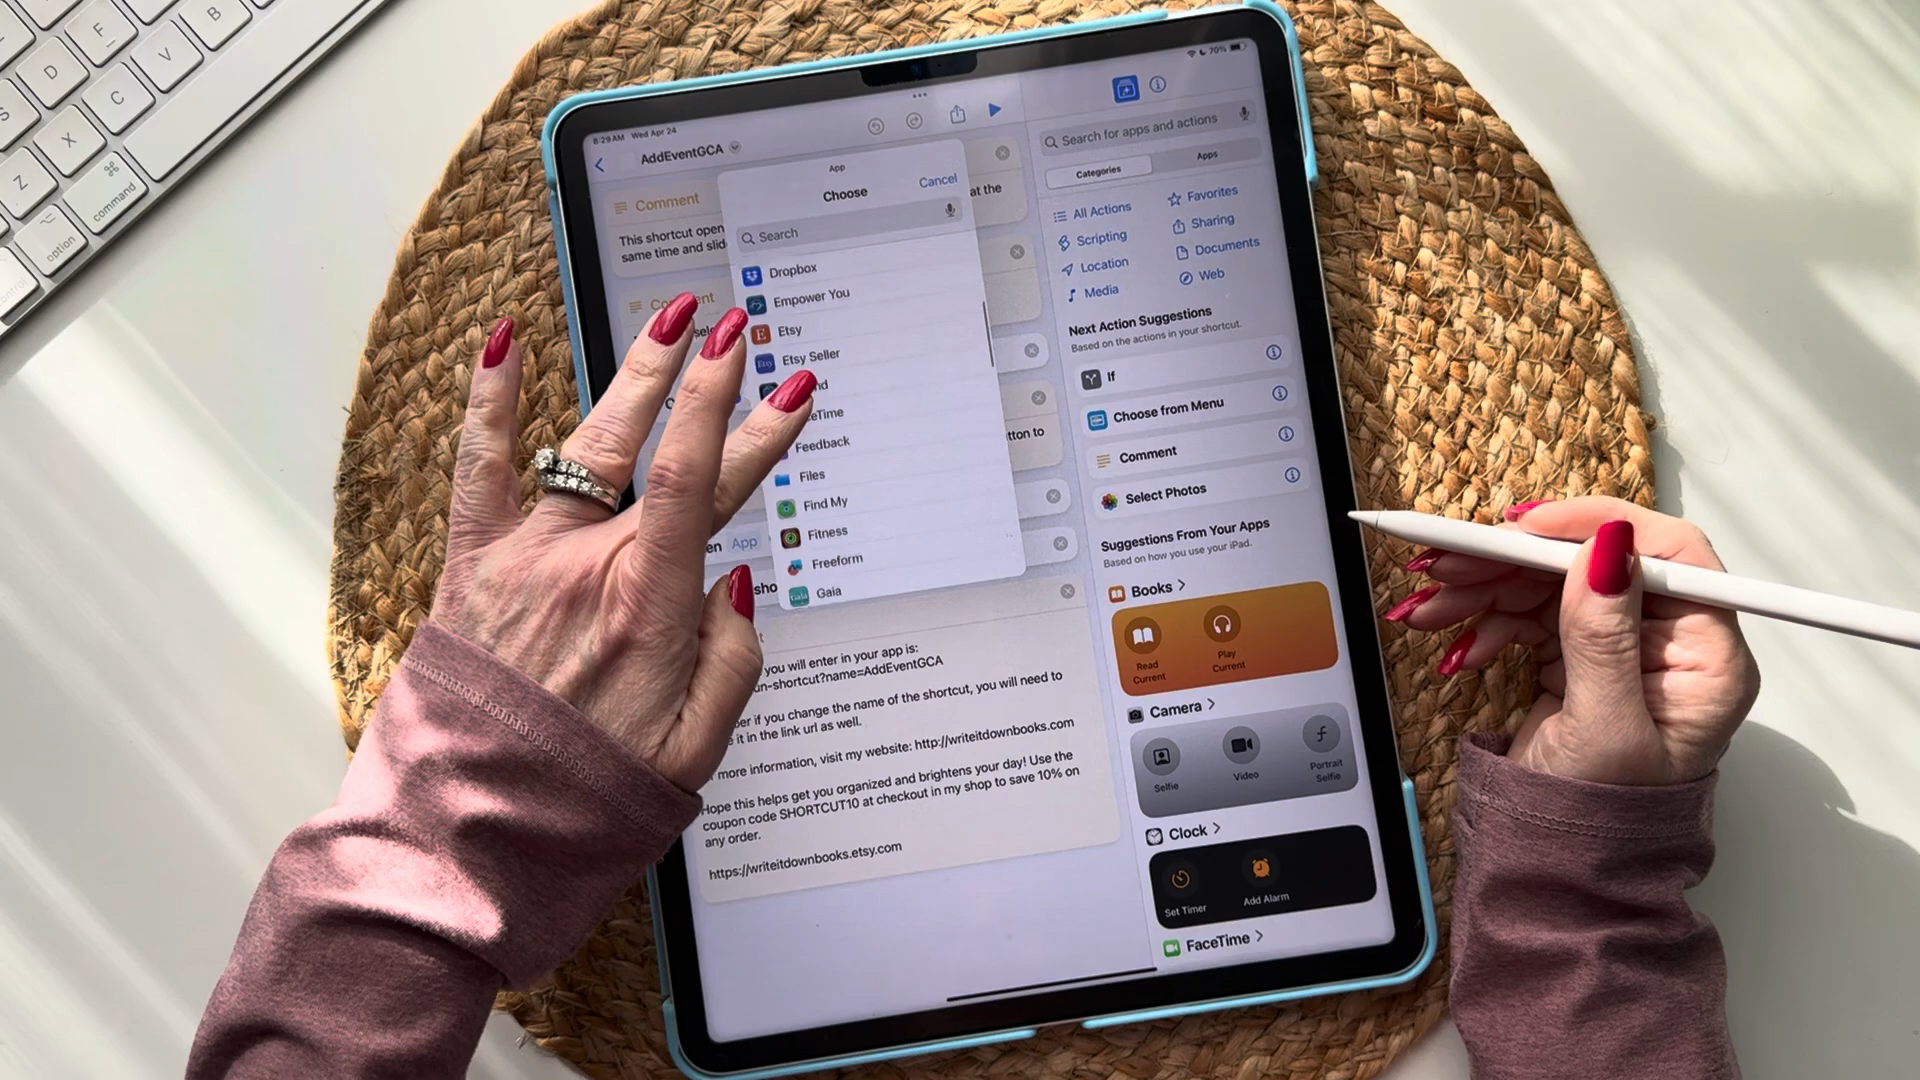 F
B
D
V
S
C
X
Z
⌘
command
⌥
option
control
8:29 AM Wed Apr 24
70%
AddEventGCA
Comment
This shortcut open
same time and slid
at the
App
Choose
Cancel
Search
Dropbox
Empower You
Etsy
Etsy Seller
Feedback
Files
Find My
Fitness
Freeform
Gaia
tton to
App
you will enter in your app is:
un-shortcut?name=AddEventGCA
if you change the name of the shortcut, you will need to
it in the link url as well.
more information, visit my website: http://writeitdownbooks.com
Hope this helps get you organized and brighten your day! Use the
coupon code SHORTCUT10 at checkout in my shop to save 10% on
any order.
https://writeitdownbooks.etsy.com
Search for apps and actions
Categories
Apps
All Actions
Favorites
Scripting
Sharing
Location
Documents
Media
Web
Next Action Suggestions
Based on the actions in your shortcut.
If
Choose from Menu
Comment
Select Photos
Suggestions From Your Apps
Based on how you use your iPad.
Books
Read
Current
Play
Current
Camera
Selfie
Video
Portrait
Selfie
Clock
Set Timer
Add Alarm
FaceTime